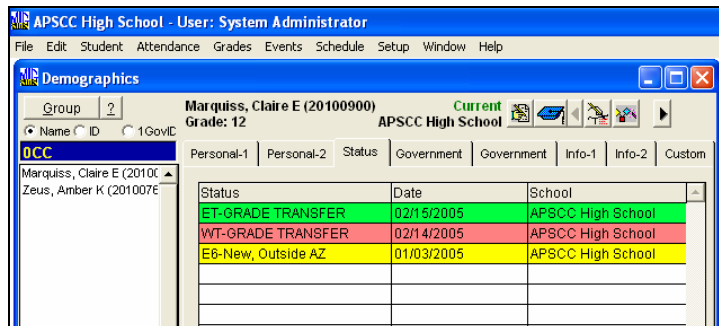 APSCC High School - User: System Administrator
File Edit Student Attendance Grades Events Schedule Setup Window Help
Demographics
Group ?
Marquiss, Claire E (20100900) Current
Grade: 12 APSCC High School
Name ID 1GovID
0CC
Personal-1 Personal-2 Status Government Government Info-1 Info-2 Custom
Marquiss, Claire E (2010
Zeus, Amber K (2010076
Status Date School
ET-GRADE TRANSFER 02/15/2005 APSCC High School
WT-GRADE TRANSFER 02/14/2005 APSCC High School
E6-New, Outside AZ 01/03/2005 APSCC High School